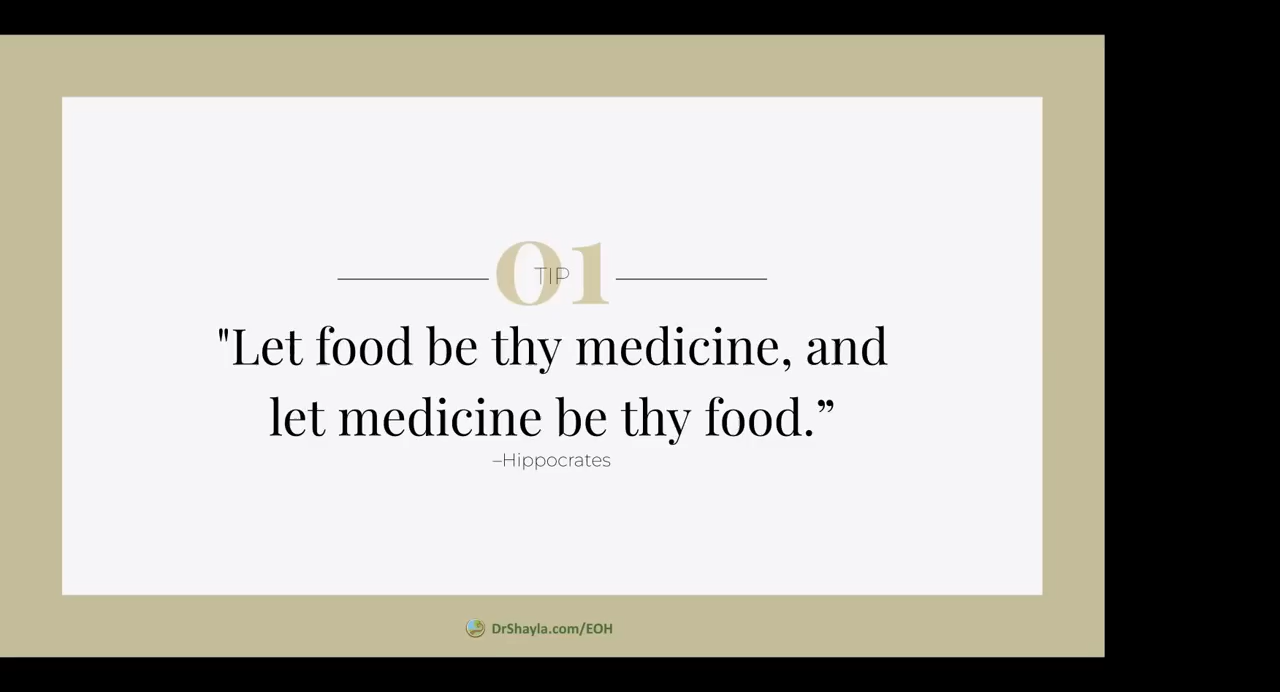 01
TIP
"Let food be thy medicine, and
let medicine be thy food.”
–Hippocrates
DrShayla.com/EOH